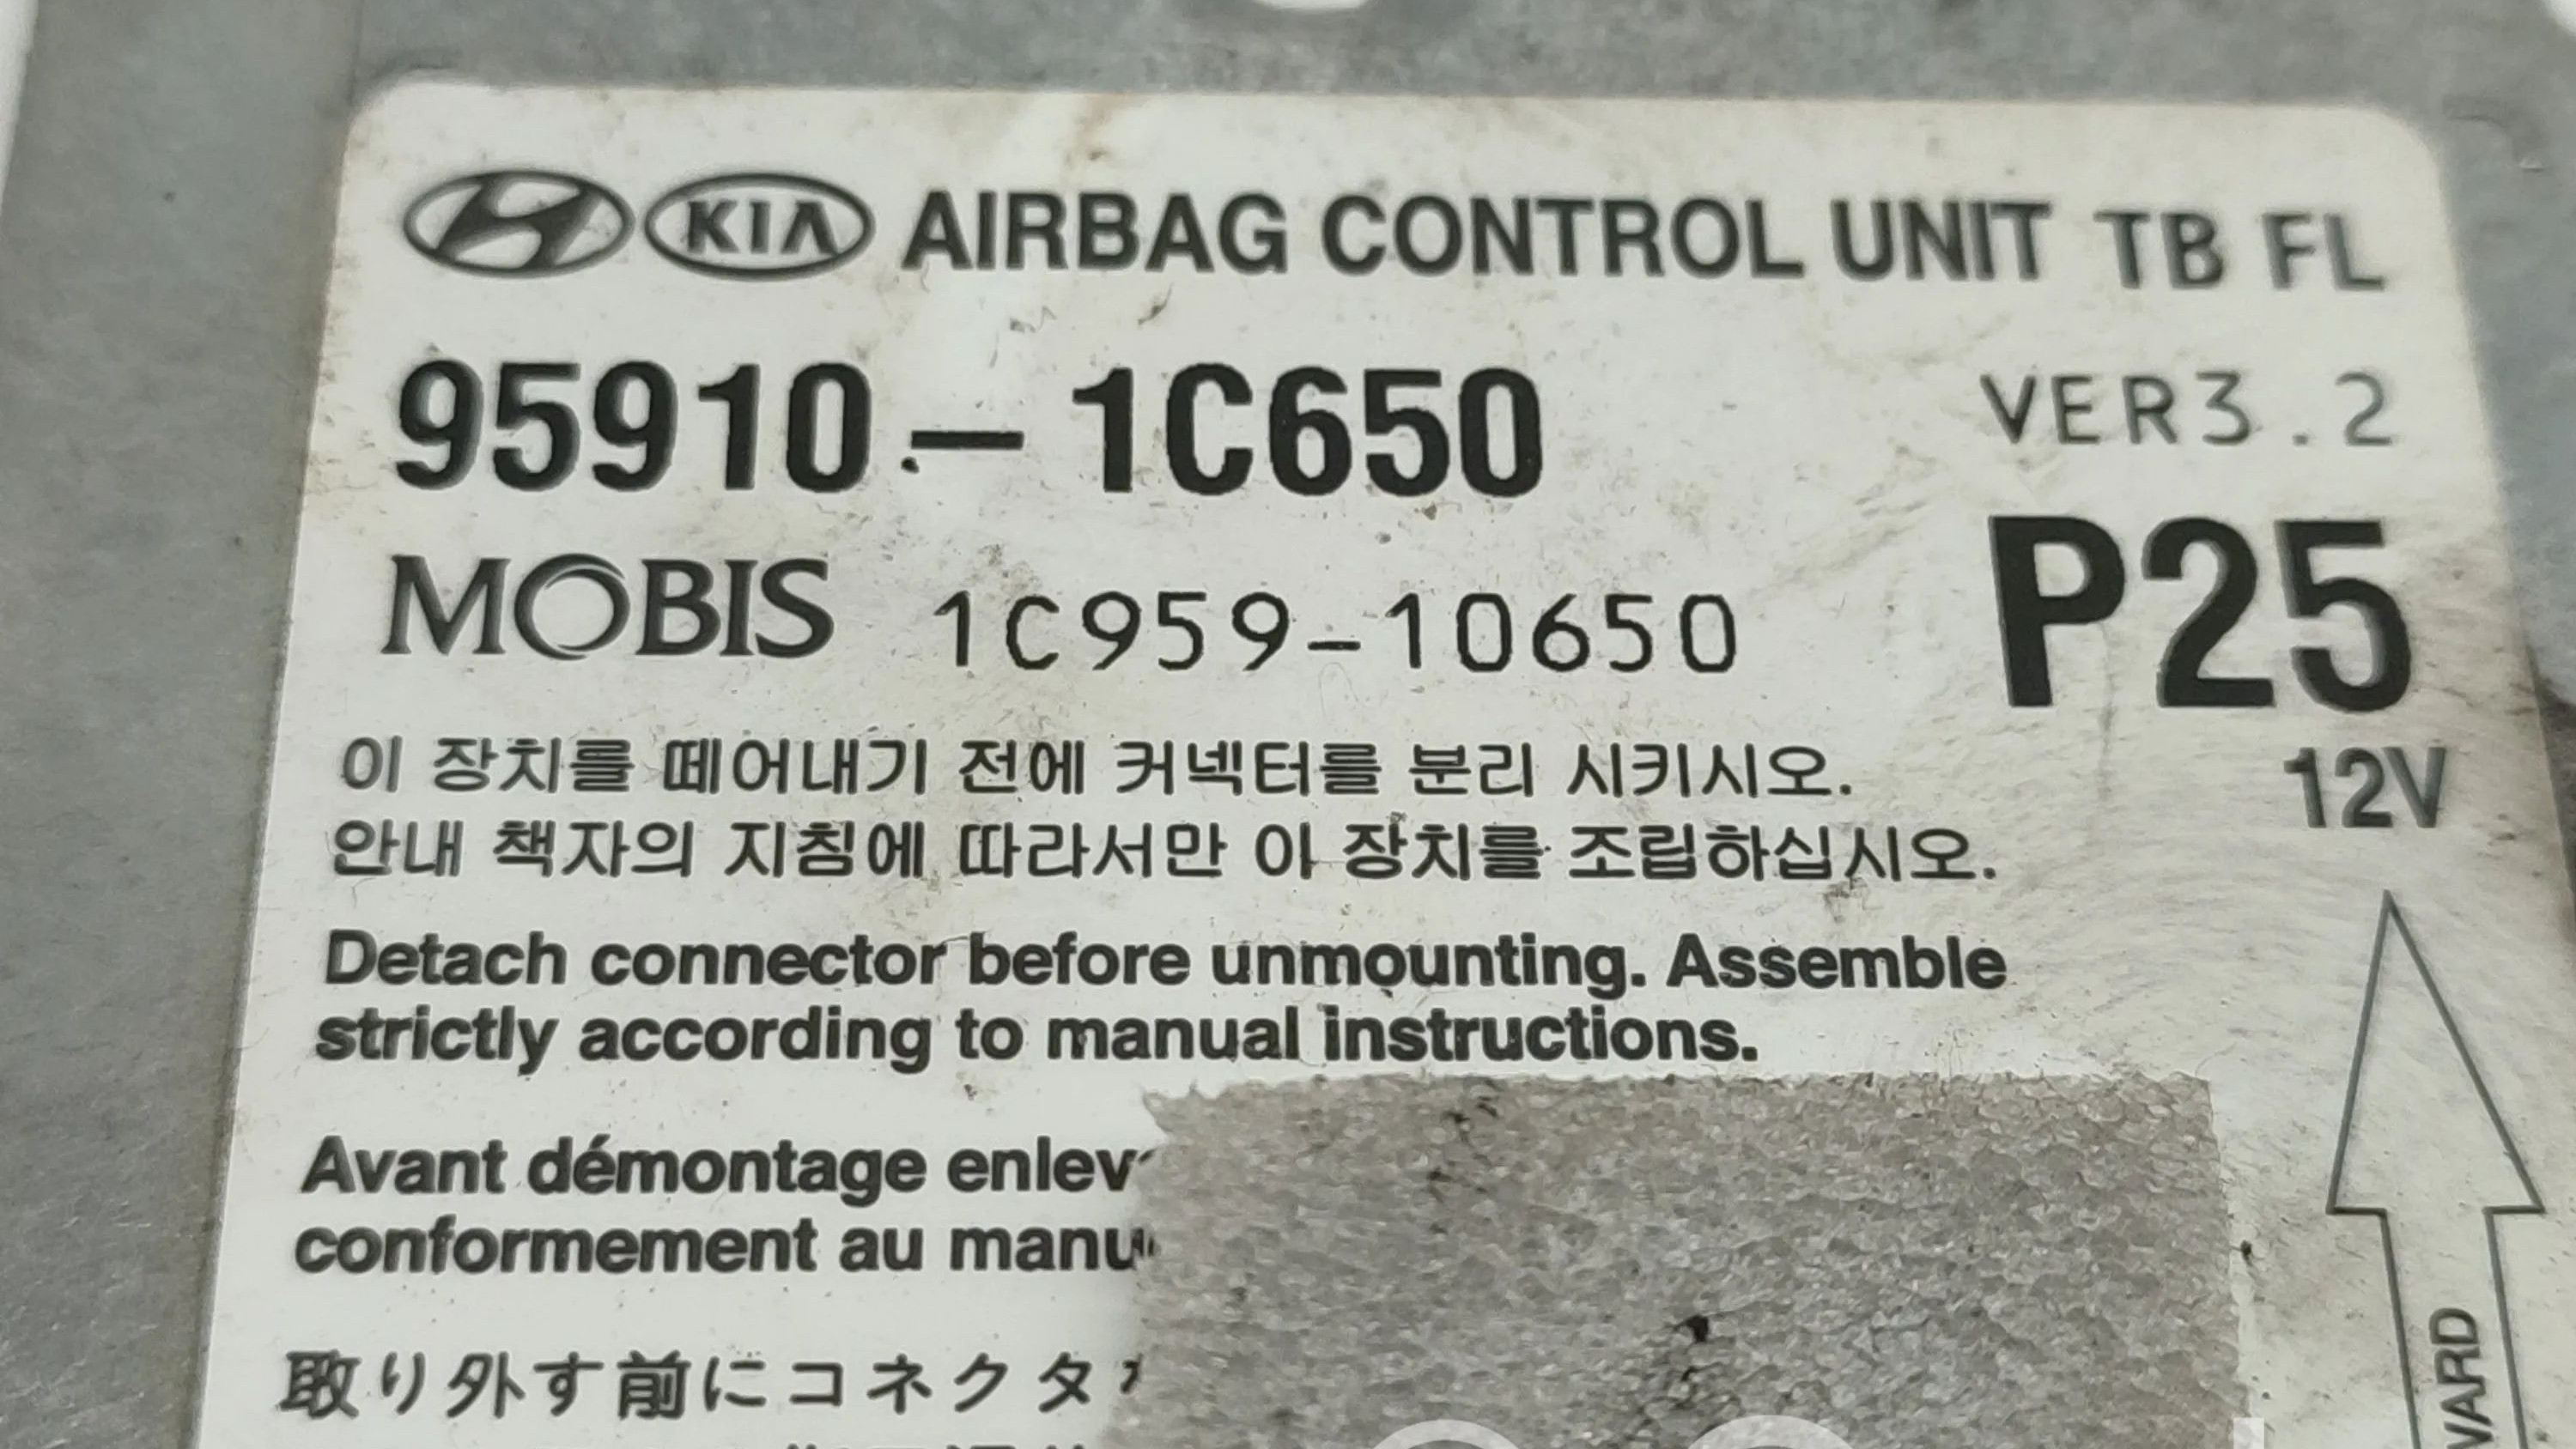 KIA AIRBAG CONTROL UNIT TB FL
95910-1C650
VER3.2
MOBIS 1C959-10650
P25
12V
이 장치를 떼어내기 전에 커넥터를 분리 시키시오.
안내 책자의 지침에 따라서만 이 장치를 조립하십시오.
Detach connector before unmounting. Assemble
strictly according to manual instructions.
Avant démontage
conformement au
取り外す前にコネクタ